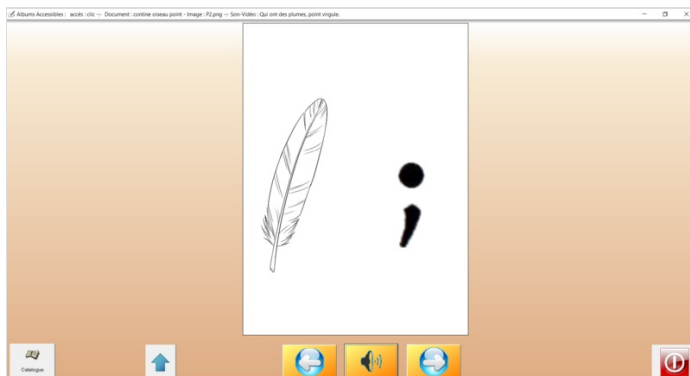 Albums Accessibles : accès : clic -:- Document : contine oiseau point - Image : P2.png -:- Son-Vidéo : Qui ont des plumes, point virgule.
;
Catalogue